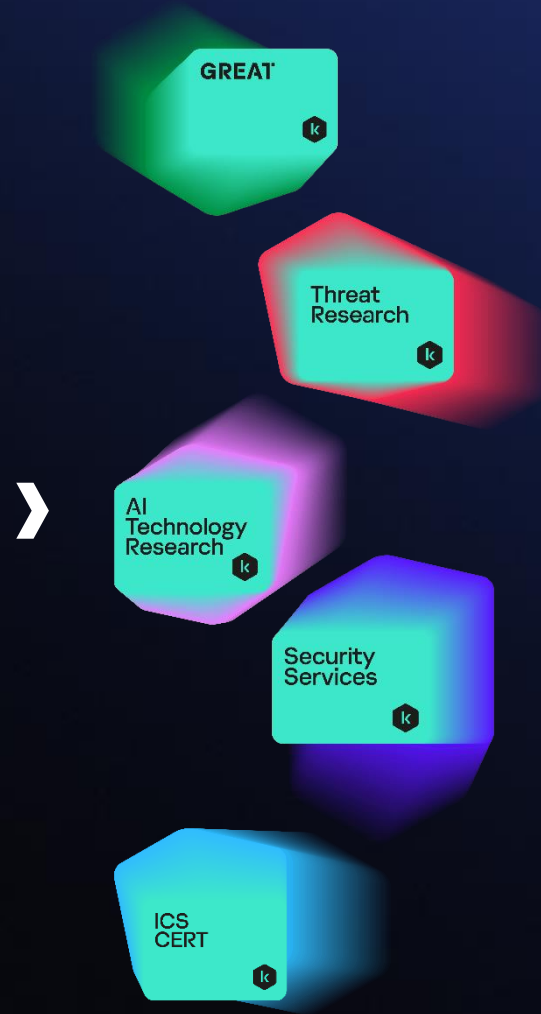 GREAT
k
Threat
Research
k
AI
Technology
Research
k
Security
Services
k
ICS
CERT
k